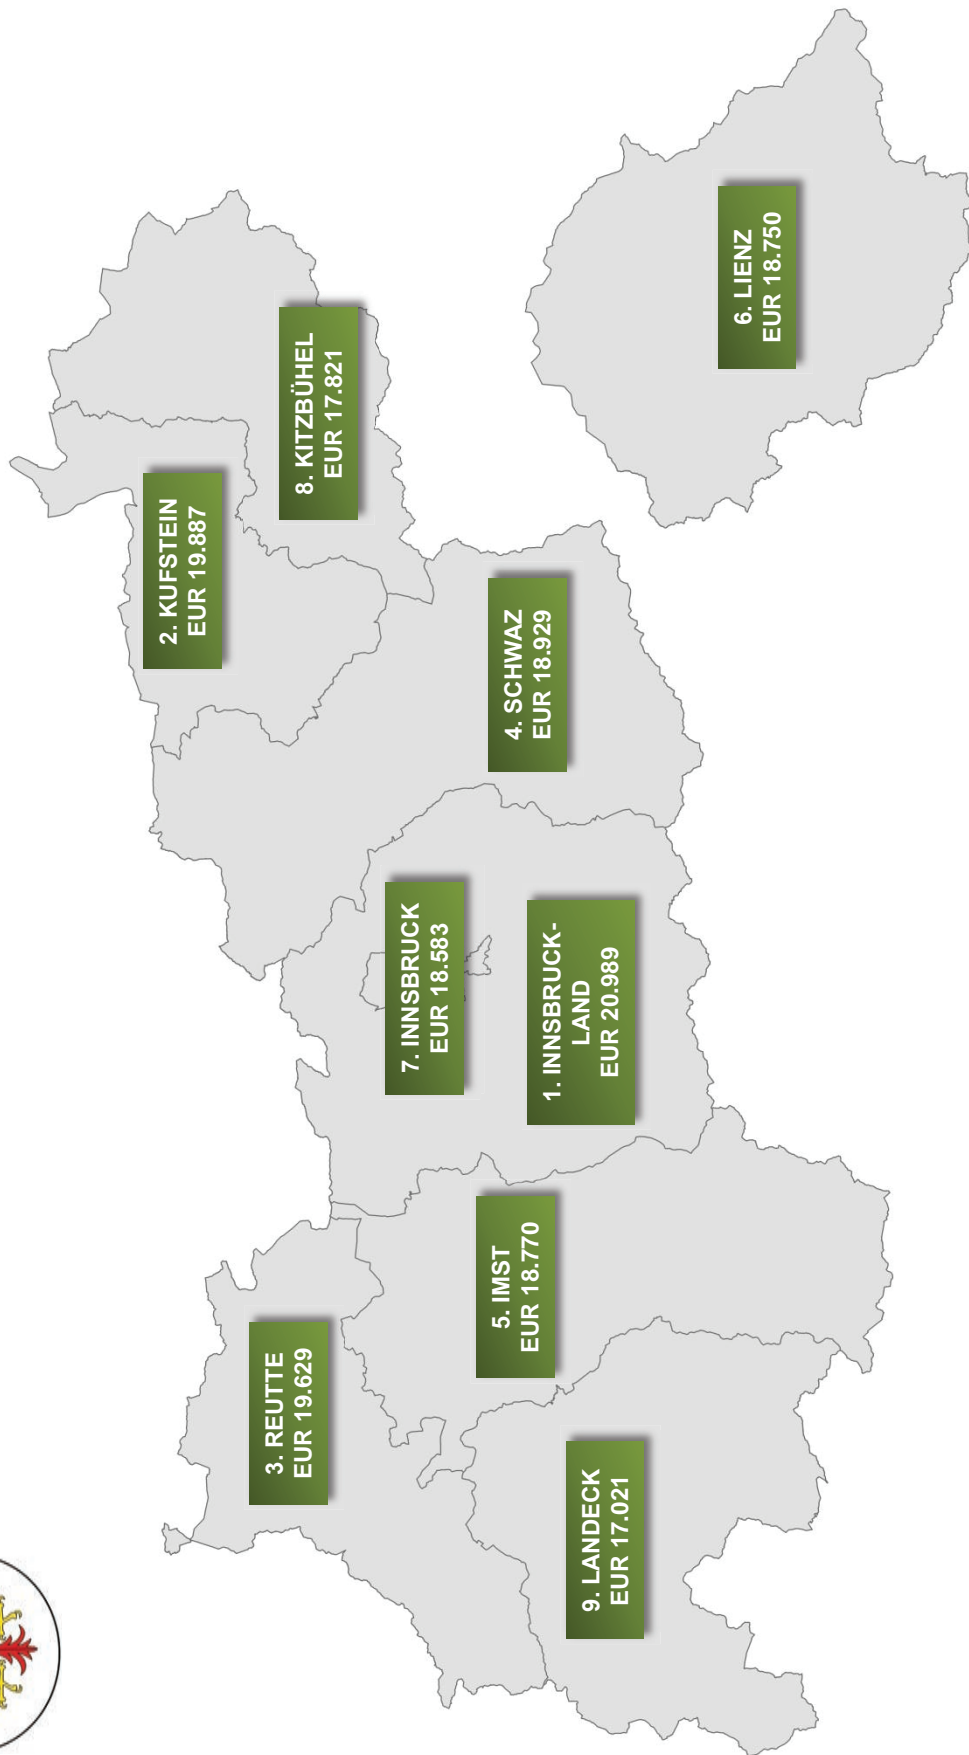 3. REUTTE
EUR 19.629
9. LANDECK
EUR 17.021
5. IMST
EUR 18.770
7. INNSBRUCK
EUR 18.583
1. INNSBRUCK-
LAND
EUR 20.989
4. SCHWAZ
EUR 18.929
2. KUFSTEIN
EUR 19.887
8. KITZBÜHEL
EUR 17.821
6. LIENZ
EUR 18.750